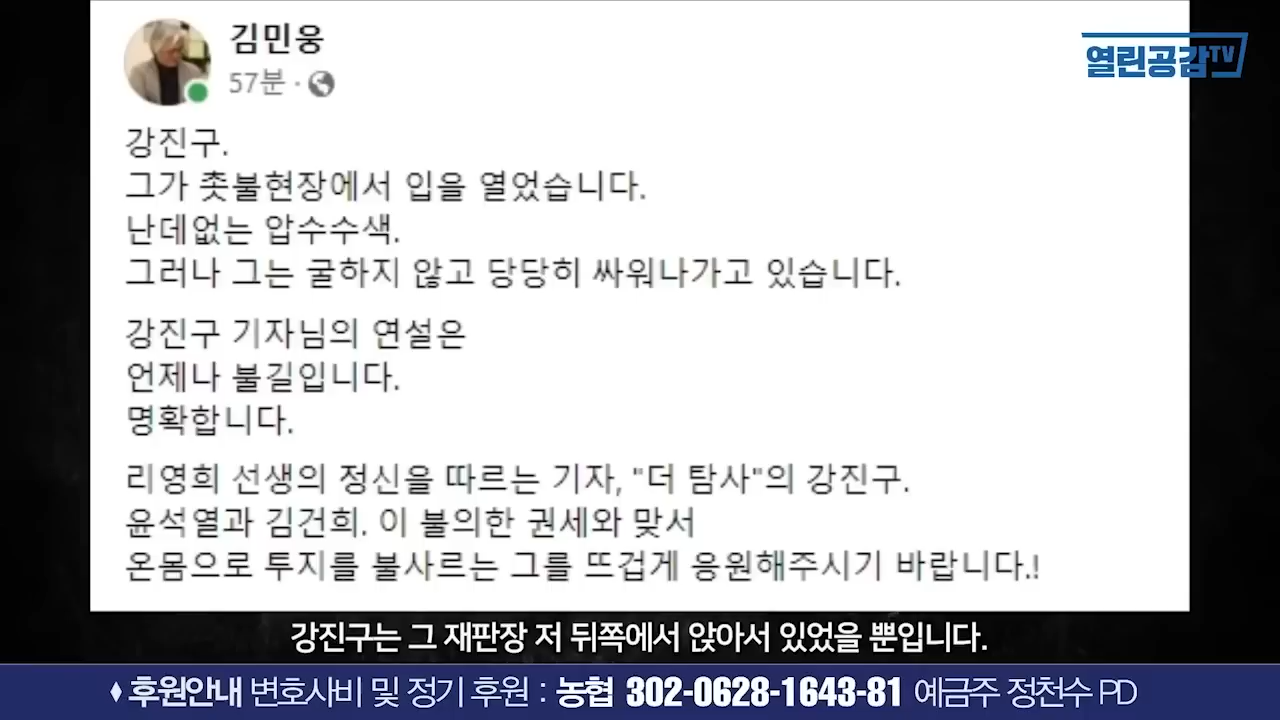 김민웅
57분 ·
열린공감TV
강진구.
그가 촛불현장에서 입을 열었습니다.
난데없는 압수수색.
그러나 그는 굴하지 않고 당당히 싸워나가고 있습니다.
강진구 기자님의 연설은
언제나 불길입니다.
명확합니다.
리영희 선생의 정신을 따르는 기자, "더 탐사"의 강진구.
윤석열과 김건희. 이 불의한 권세와 맞서
온몸으로 투지를 불사르는 그를 뜨겁게 응원해주시기 바랍니다.!
강진구는 그 재판장 저 뒤쪽에서 앉아서 있었을 뿐입니다.
♦ 후원안내 변호사비 및 정기 후원 : 농협 302-0628-1643-81 예금주 정천수 PD